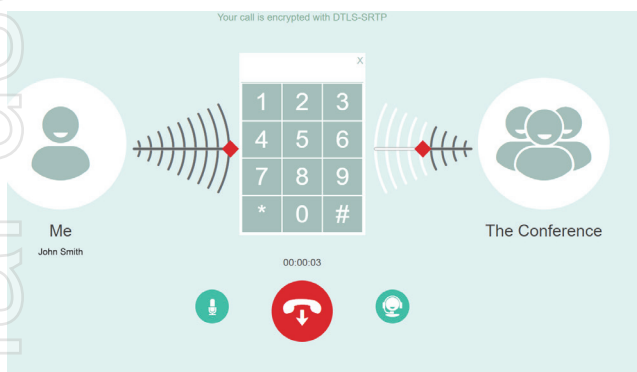 Your call is encrypted with DTLS-SRTP
X
1 2 3
4 5 6
7 8 9
* 0 #
Me
John Smith
The Conference
00:00:03